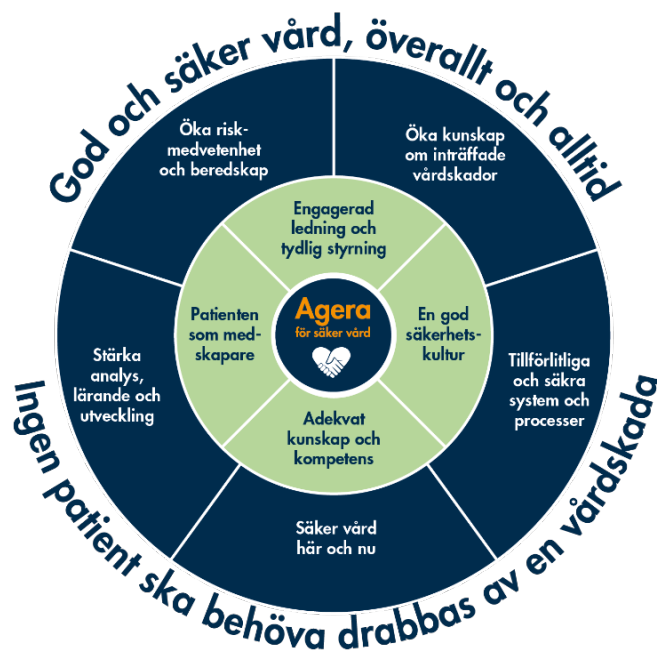 God och säker vård, överallt och alltid
Öka risk-
medvetenhet
och beredskap
Öka kunskap
om inträffade
vårdskador
Engagerad
ledning och
tydlig styrning
Patienten
som med-
skapare
Agera
för säker vård
En god
säkerhets-
kultur
Stärka
analys,
lärande och
utveckling
Tillförlitliga
och säkra
system och
processer
Adekvat
kunskap och
kompetens
Säker vård
här och nu
Ingen patient ska behöva drabbas av en vårdskada